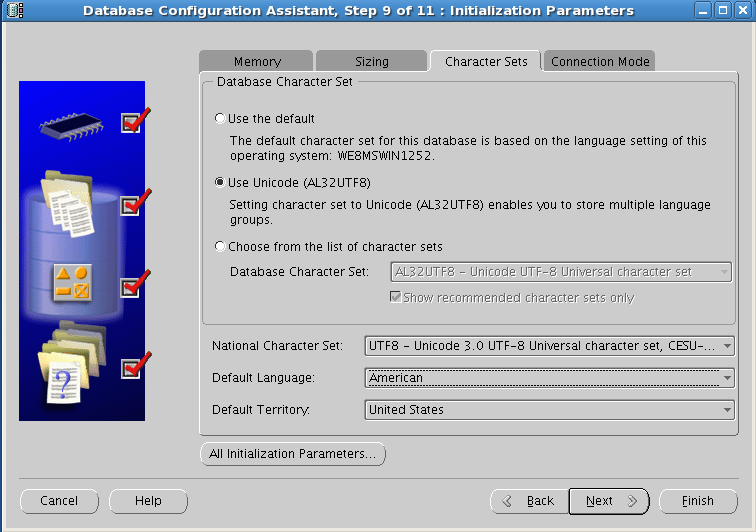 Database Configuration Assistant, Step 9 of 11 : Initialization Parameters
Memory
Sizing
Character Sets
Connection Mode
Database Character Set
Use the default
The default character set for this database is based on the language setting of this
operating system: WE8MSWIN1252.
Use Unicode (AL32UTF8)
Setting character set to Unicode (AL32UTF8) enables you to store multiple language
groups.
Choose from the list of character sets
Database Character Set:
AL32UTF8 - Unicode UTF-8 Universal character set
Show recommended character sets only
National Character Set:
UTF8 - Unicode 3.0 UTF-8 Universal character set, CESU-...
Default Language:
American
Default Territory:
United States
All Initialization Parameters...
Cancel
Help
Back
Next
Finish